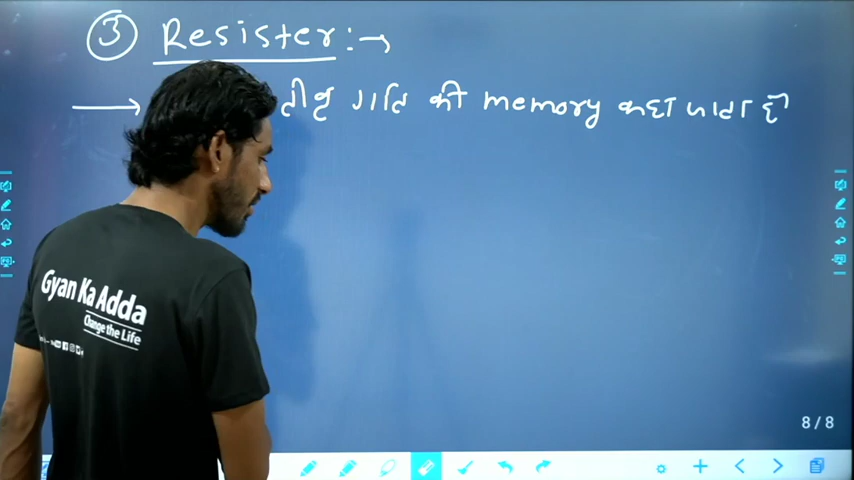 ③ Resister :→
→ तीव्र गति की memory कहा जाता है
Gyan Ka Adda
Change the Life
8 / 8